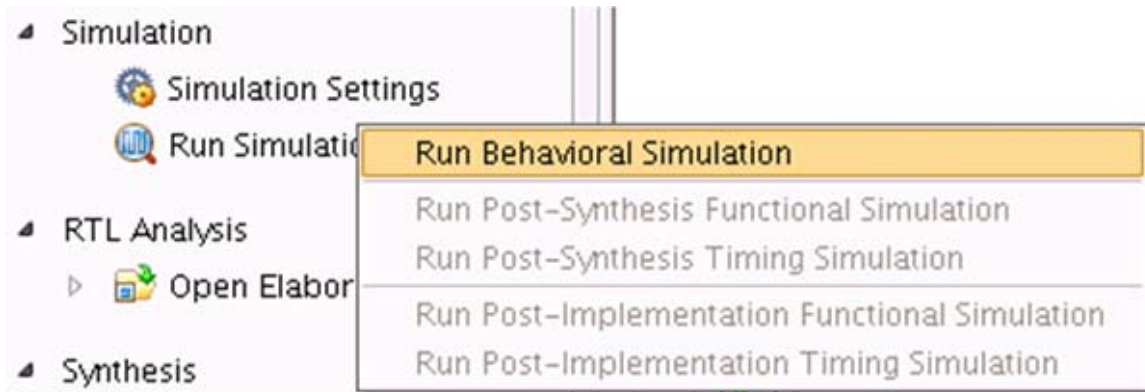 Simulation
Simulation Settings
Run Simulatio
Run Behavioral Simulation
Run Post-Synthesis Functional Simulation
Run Post-Synthesis Timing Simulation
Run Post-Implementation Functional Simulation
Run Post-Implementation Timing Simulation
RTL Analysis
Open Elabor
Synthesis